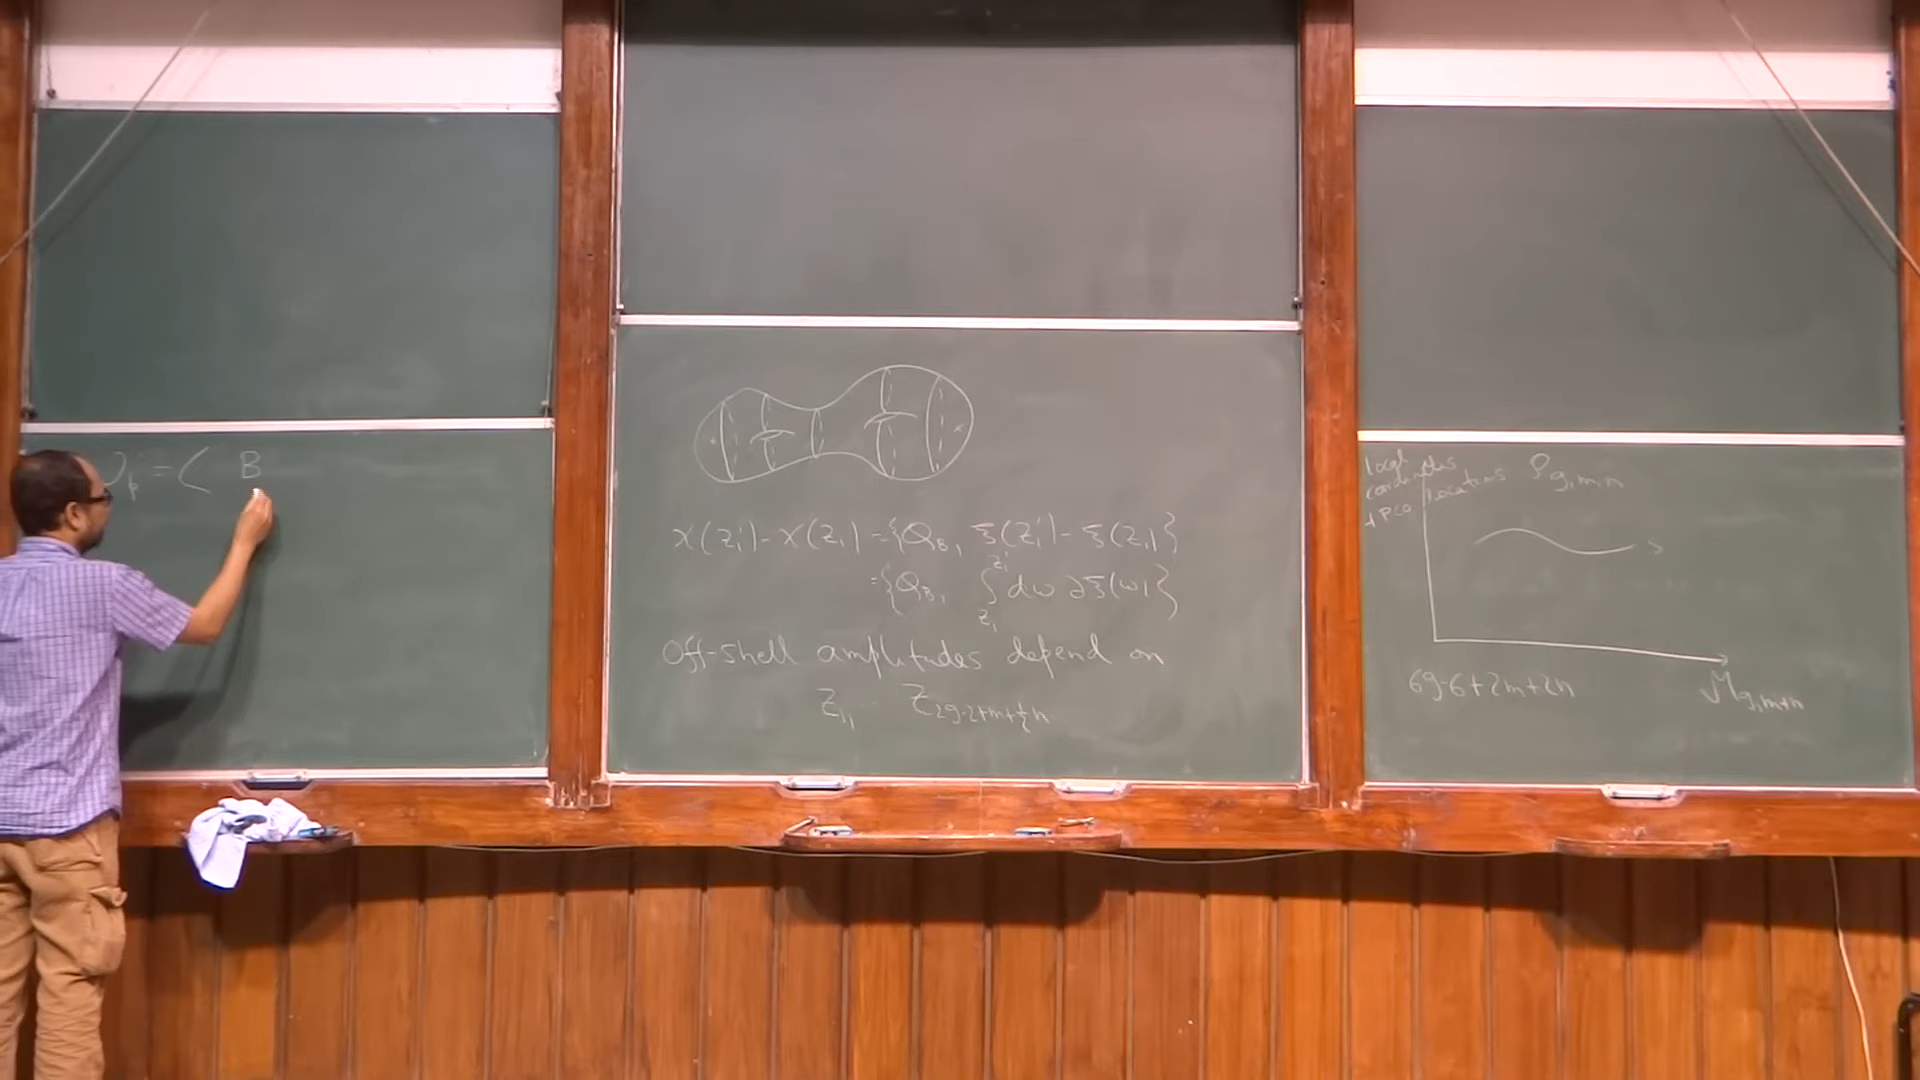 = ⟨ B
χ(z₁') - χ(z₁) = {Q_B, ξ(z₁') - ξ(z₁)}
= {Q_B, ∫_{z₁}^{z₁'} dω ∂ξ(ω)}
Off-shell amplitudes depend on
z₁, z_{2g-2+m+½n}
local
coordinates
+ PCO locations
P_{g,m,n}
6g-6+2m+2n
M_{g,m+n}